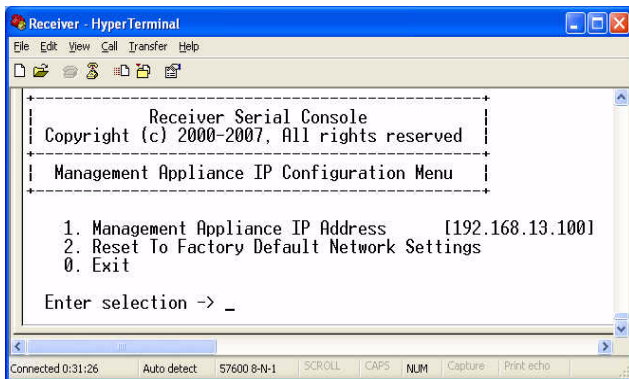 Receiver - HyperTerminal
File Edit View Call Transfer Help
+--------------------------------------------------+
| Receiver Serial Console |
| Copyright (c) 2000-2007, All rights reserved |
+--------------------------------------------------+
| Management Appliance IP Configuration Menu |
+--------------------------------------------------+
1. Management Appliance IP Address [192.168.13.100]
2. Reset To Factory Default Network Settings
0. Exit
Enter selection -> _
Connected 0:31:26 Auto detect 57600 8-N-1 SCROLL CAPS NUM Capture Print echo